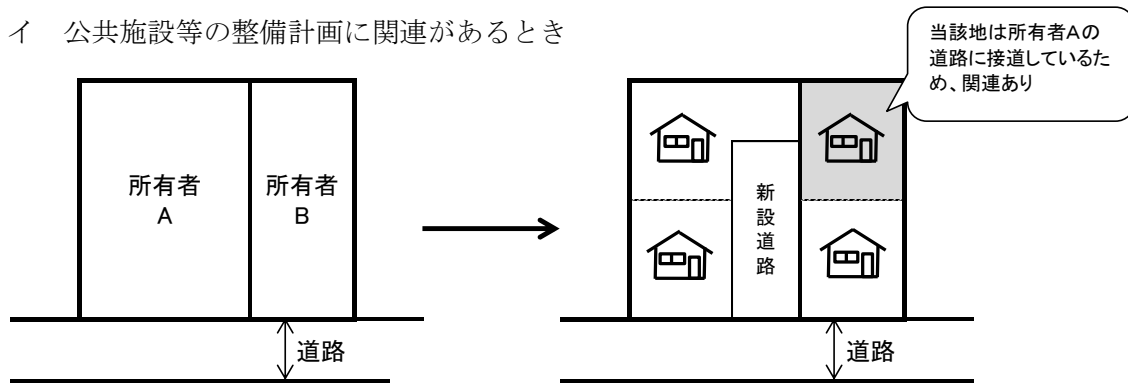 イ　公共施設等の整備計画に関連があるとき
当該地は所有者Aの
道路に接道しているた
め、関連あり
所有者
A
所有者
B
新設道路
道路
道路